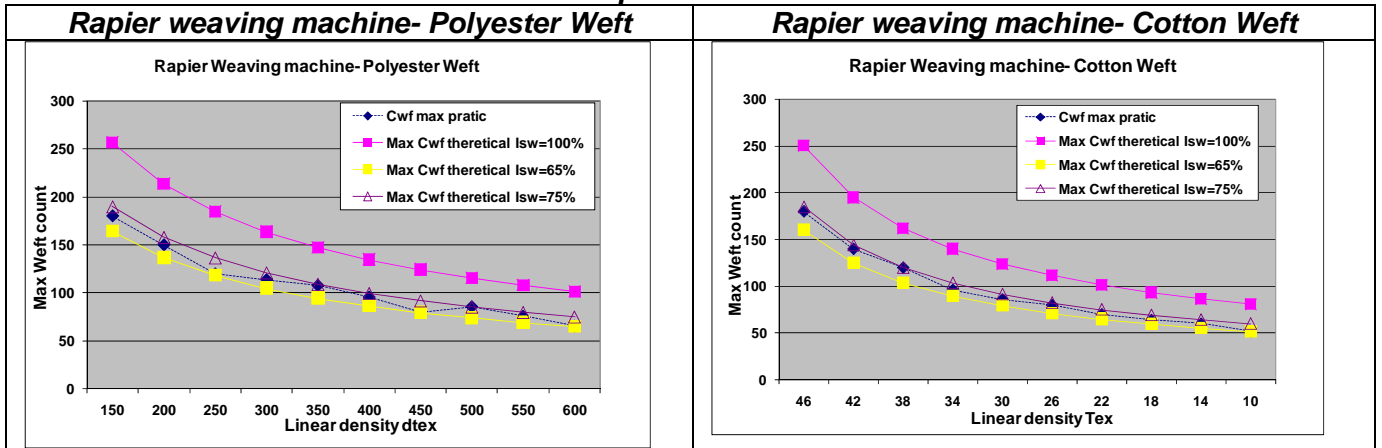 Rapier weaving machine- Polyester Weft
Rapier weaving machine- Cotton Weft
Rapier Weaving machine- Polyester Weft
300
250
200
150
100
50
0
Max Weft count
Cwf max pratic
Max Cwf theretical Isw=100%
Max Cwf theretical Isw=65%
Max Cwf theretical Isw=75%
150 200 250 300 350 400 450 500 550 600
Linear density dtex
Rapier Weaving machine- Cotton Weft
300
250
200
150
100
50
0
Max Weft count
Cwf max pratic
Max Cwf theretical Isw=100%
Max Cwf theretical Isw=65%
Max Cwf theretical Isw=75%
46 42 38 34 30 26 22 18 14 10
Linear density Tex